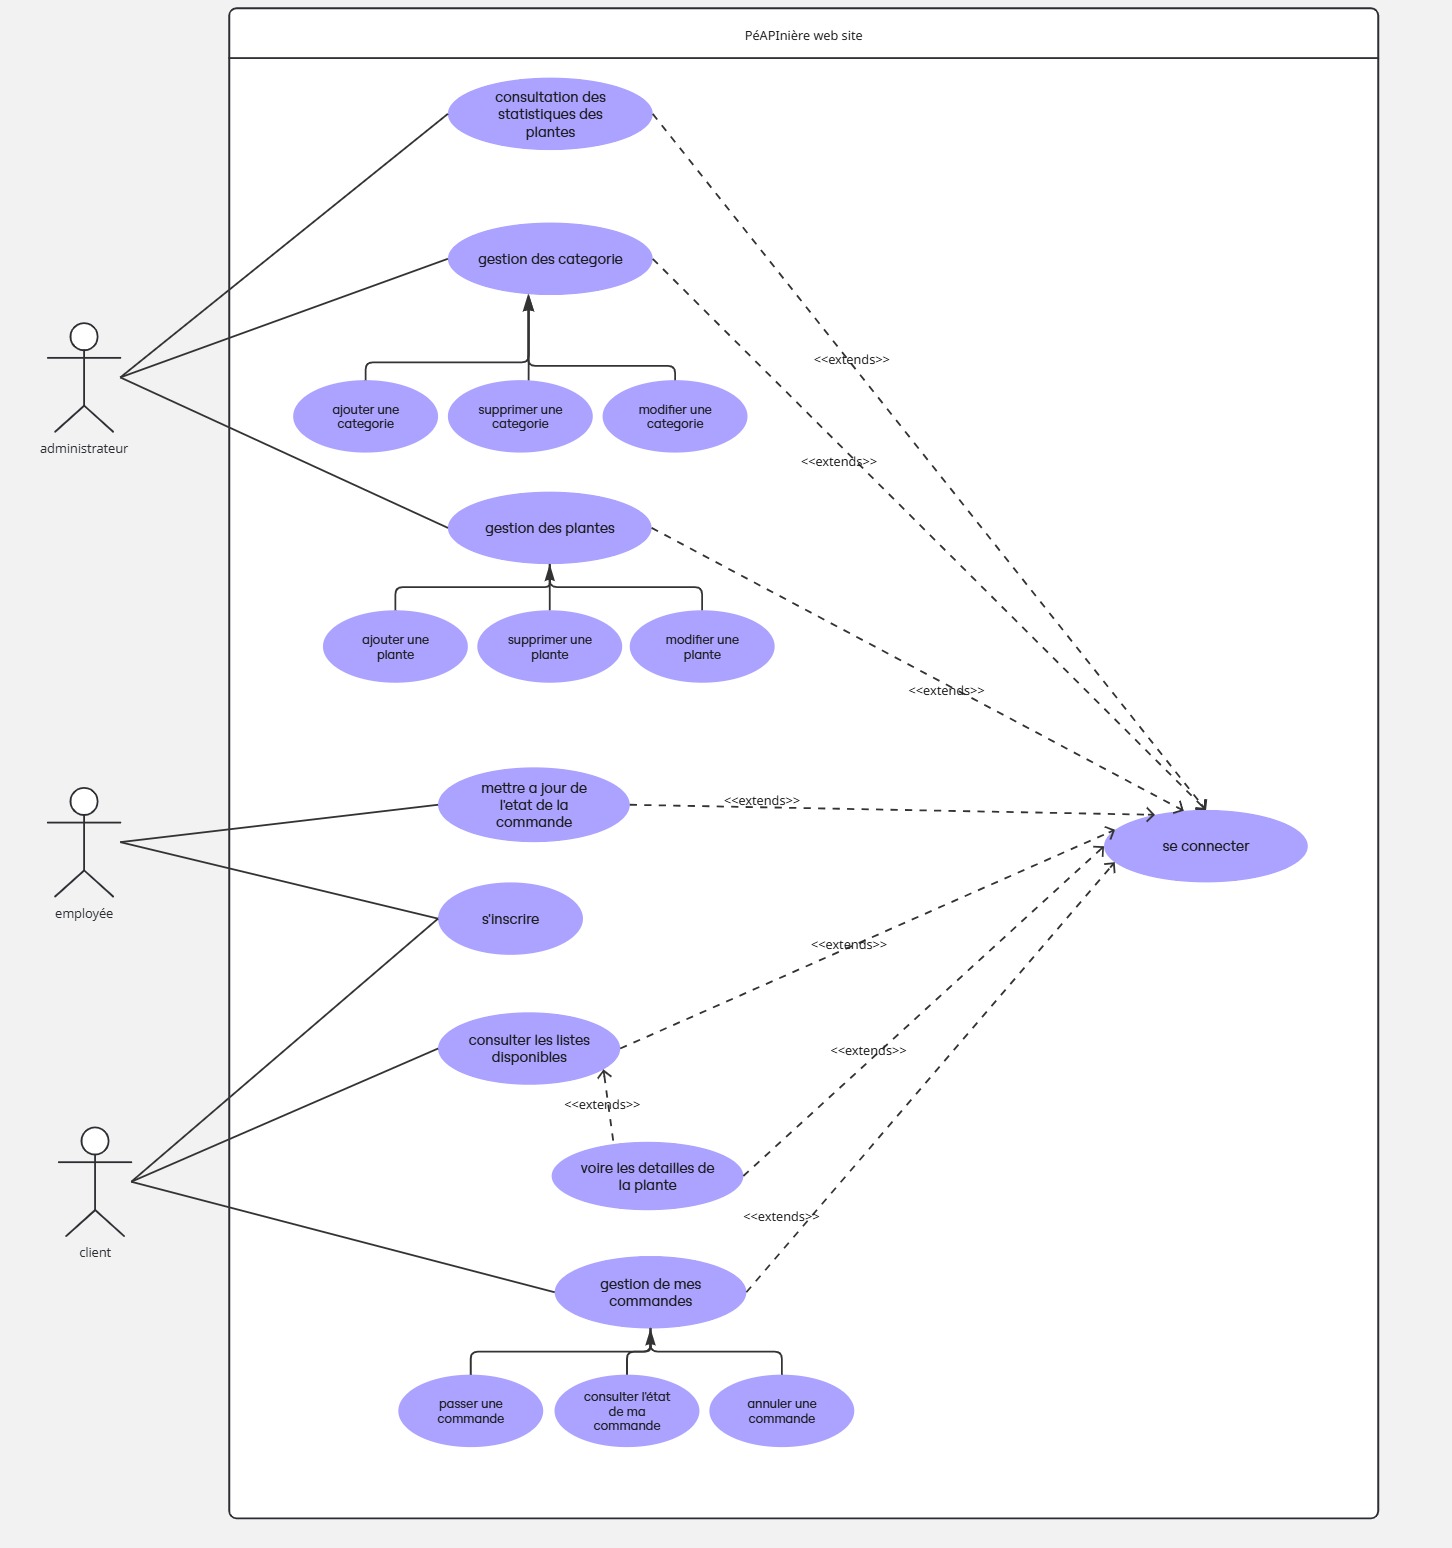 PéAPInière web site
consultation des
statistiques des
plantes
gestion des categorie
<<extends>>
ajouter une
categorie
supprimer une
categorie
modifier une
categorie
administrateur
<<extends>>
gestion des plantes
ajouter une
plante
supprimer une
plante
modifier une
plante
<<extends>>
mettre a jour de
l'etat de la
commande
<<extends>>
se connecter
employée
s'inscrire
<<extends>>
consulter les listes
disponibles
<<extends>>
<<extends>>
voire les detailles de
la plante
<<extends>>
client
gestion de mes
commandes
passer une
commande
consulter l'état
de ma
commande
annuler une
commande